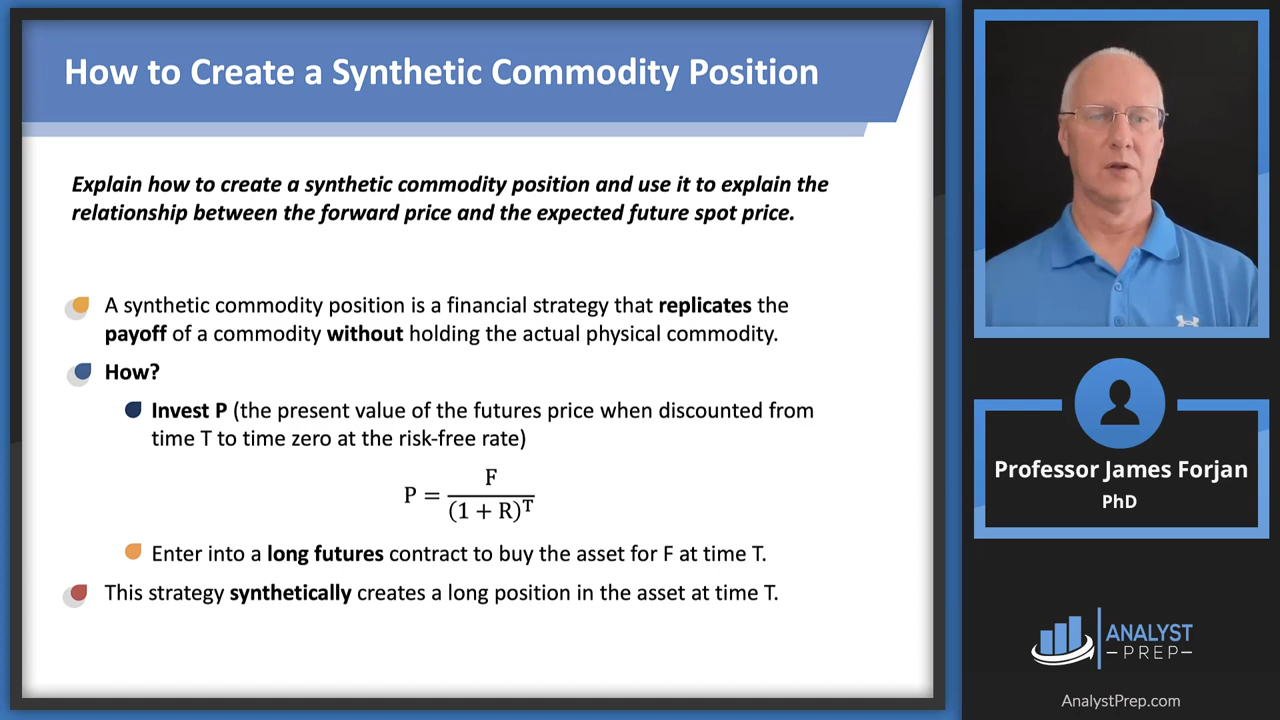 How to Create a Synthetic Commodity Position
Explain how to create a synthetic commodity position and use it to explain the
relationship between the forward price and the expected future spot price.
A synthetic commodity position is a financial strategy that replicates the
payoff of a commodity without holding the actual physical commodity.
How?
Invest P (the present value of the futures price when discounted from
time T to time zero at the risk-free rate)
P = F / (1 + R)^T
Enter into a long futures contract to buy the asset for F at time T.
This strategy synthetically creates a long position in the asset at time T.
Professor James Forjan
PhD
ANALYST
PREP
AnalystPrep.com